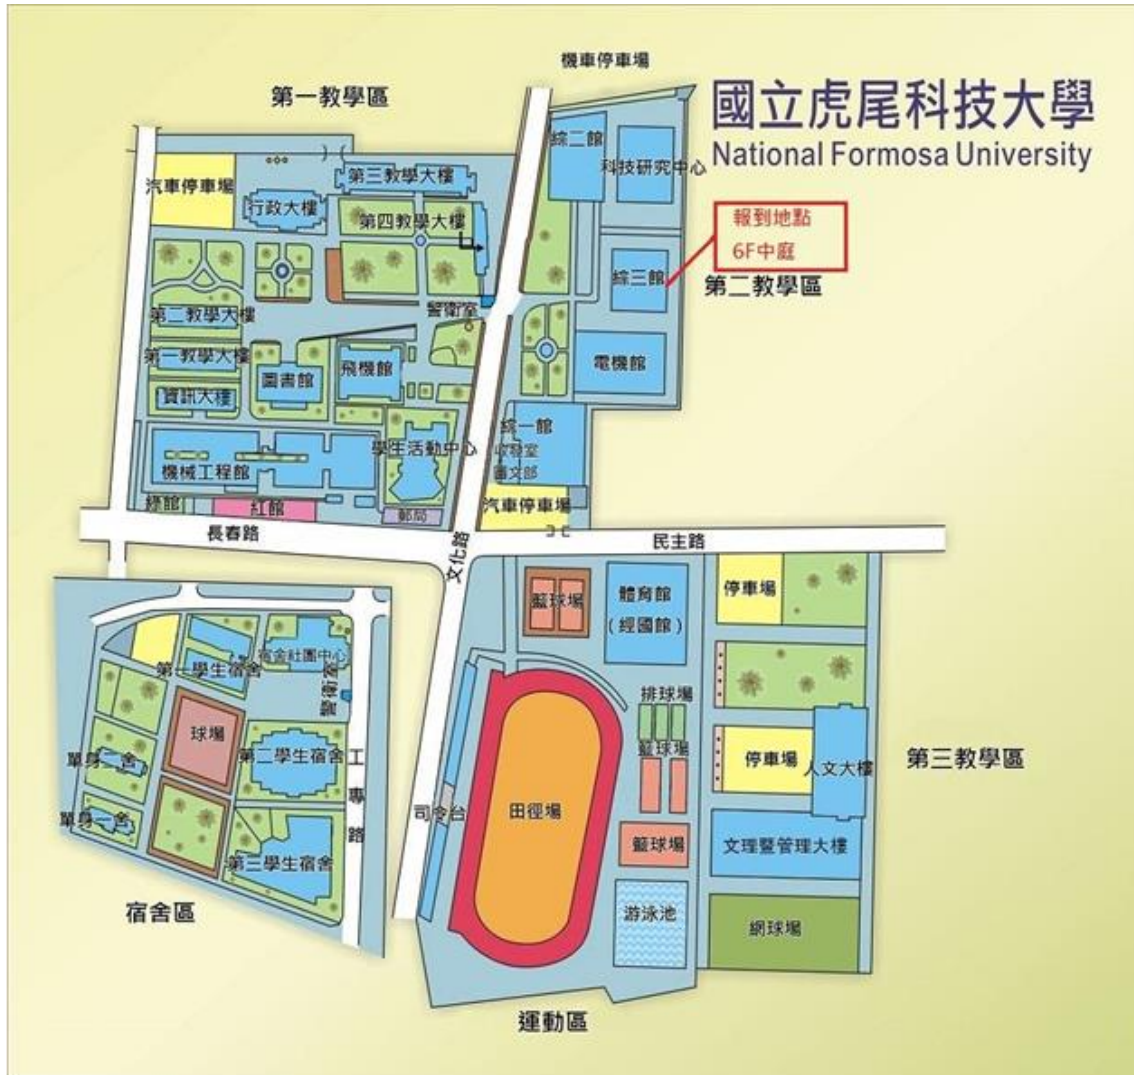 機車停車場
國立虎尾科技大學
National Formosa University
第一教學區
綜二館
科技研究中心
第三教學大樓
汽車停車場
行政大樓
第四教學大樓
報到地點
6F中庭
綜三館
第二教學區
警衛室
第二教學大樓
第一教學大樓
圖書館
飛機館
電機館
資訊大樓
綜一館
收發室
圖文部
學生活動中心
機械工程館
汽車停車場
綠館
紅館
郵局
長春路
文化路
民主路
籃球場
體育館
(經國館)
停車場
第一學生宿舍
宿舍社團中心
警衛室
球場
第二學生宿舍
單身二舍
單身一舍
第三學生宿舍
工專路
宿舍區
排球場
籃球場
停車場
人文大樓
第三教學區
司令台
田徑場
籃球場
文理暨管理大樓
游泳池
網球場
運動區